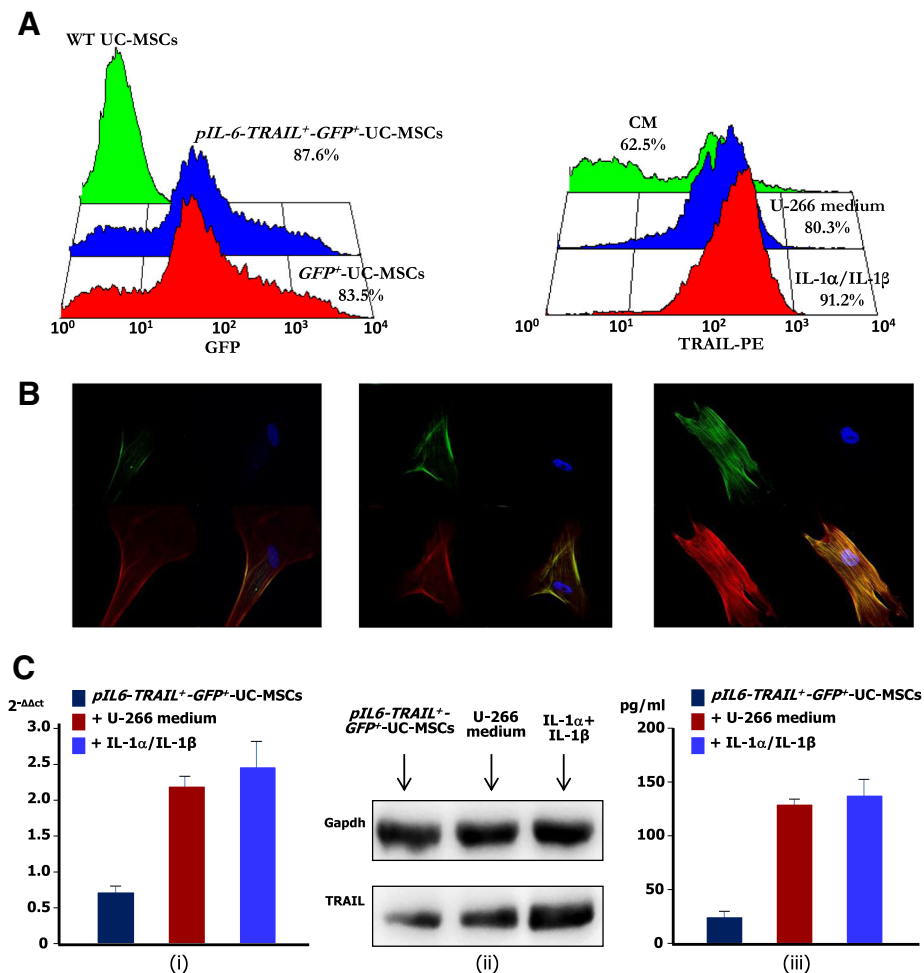 A
WT UC-MSCs
pIL-6-TRAIL⁺-GFP⁺-UC-MSCs
87.6%
GFP⁺-UC-MSCs
83.5%
10⁰ 10¹ 10² 10³ 10⁴
GFP
CM
62.5%
U-266 medium
80.3%
IL-1α/IL-1β
91.2%
10⁰ 10¹ 10² 10³ 10⁴
TRAIL-PE
B
C
2⁻ΔΔct
pIL6-TRAIL⁺-GFP⁺-UC-MSCs
+ U-266 medium
+ IL-1α/IL-1β
3.0
2.5
2.0
1.5
1.0
0.5
0
(i)
pIL6-TRAIL⁺-
GFP⁺-UC-MSCs
U-266
medium
IL-1α+
IL-1β
Gapdh
TRAIL
(ii)
pg/ml
pIL6-TRAIL⁺-GFP⁺-UC-MSCs
+ U-266 medium
+ IL-1α/IL-1β
200
150
100
50
0
(iii)